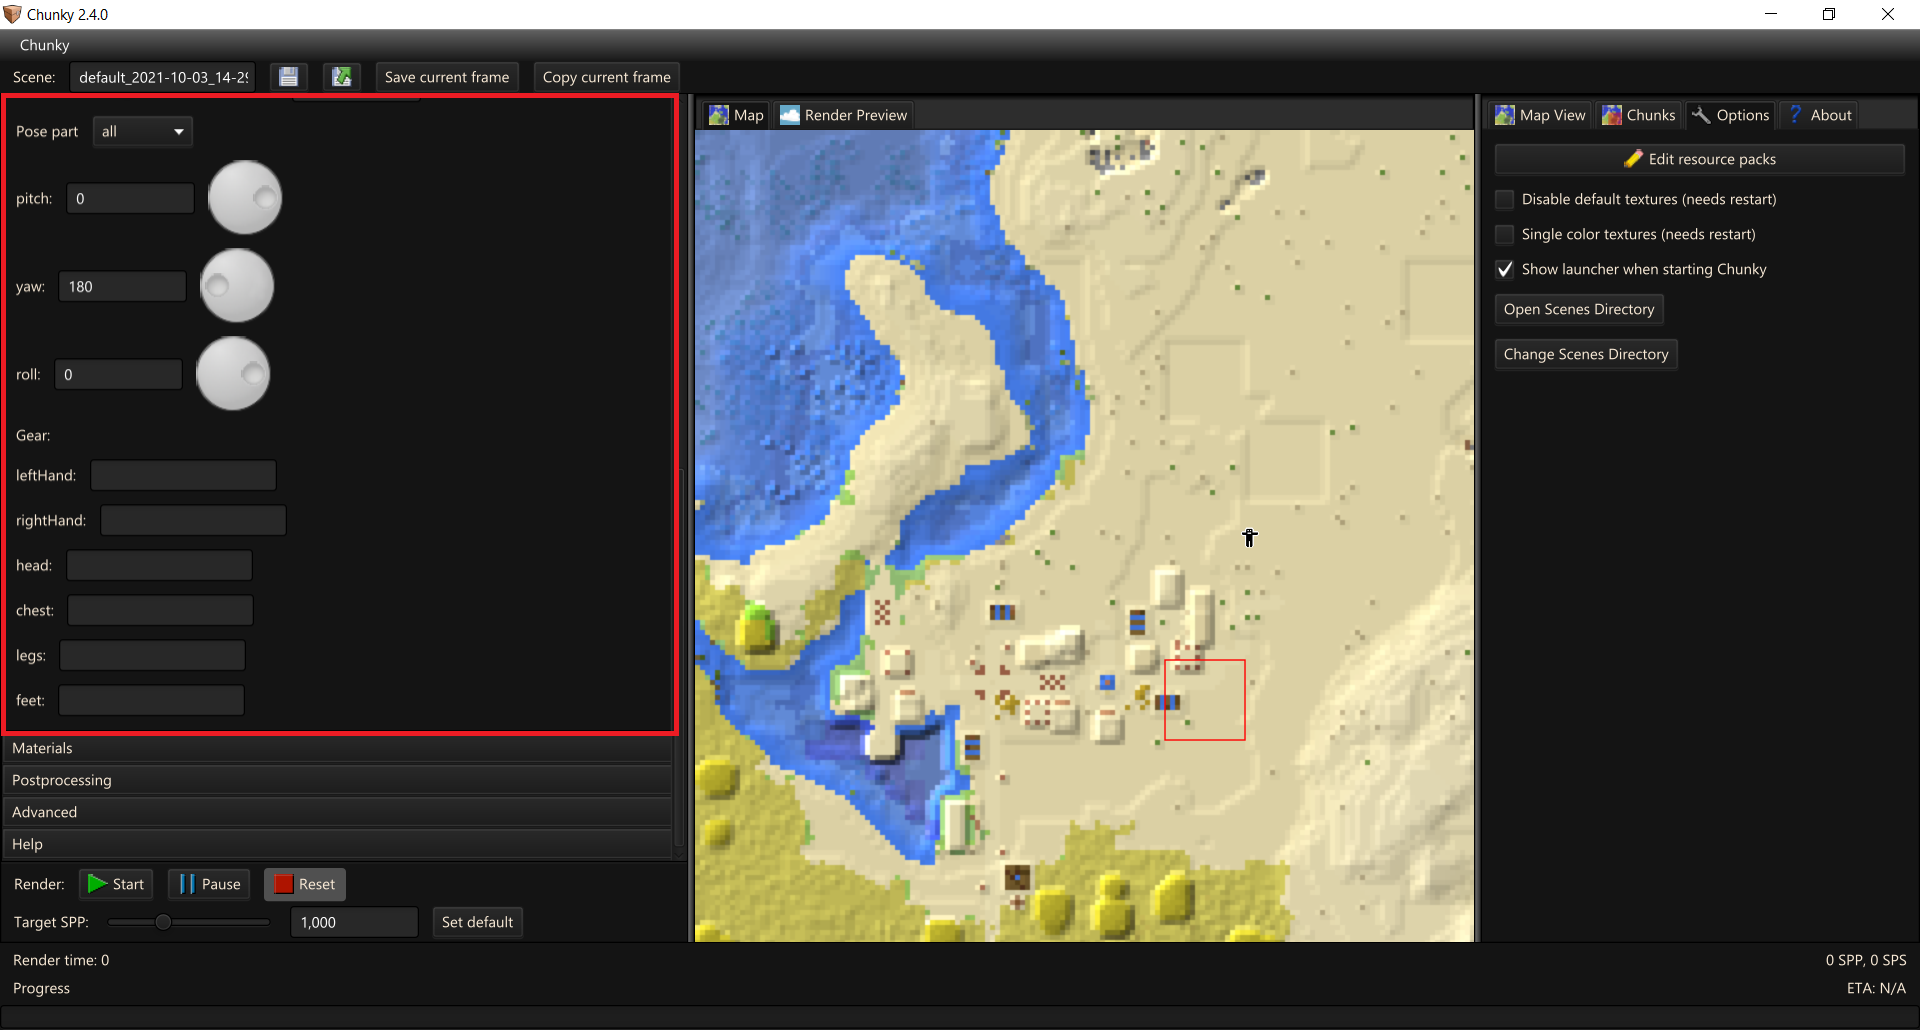 Chunky 2.4.0
Chunky
Scene: default_2021-10-03_14-29 Save current frame Copy current frame
Pose part all
pitch: 0
yaw: 180
roll: 0
Gear:
leftHand:
rightHand:
head:
chest:
legs:
feet:
Materials
Postprocessing
Advanced
Help
Render: Start Pause Reset
Target SPP: 1,000 Set default
Map Render Preview
Map View Chunks Options ? About
Edit resource packs
Disable default textures (needs restart)
Single color textures (needs restart)
Show launcher when starting Chunky
Open Scenes Directory
Change Scenes Directory
Render time: 0 0 SPP, 0 SPS
Progress ETA: N/A